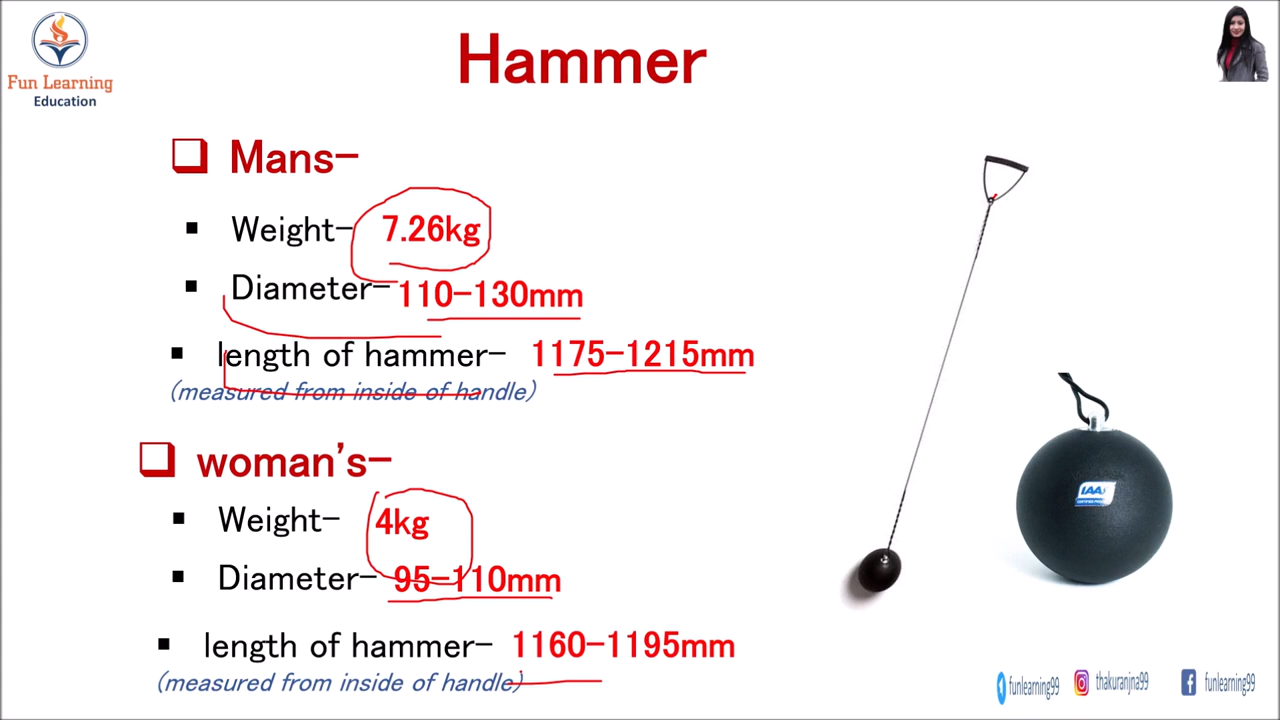 Fun Learning
Education
Hammer
Mans-
Weight- 7.26kg
Diameter- 110-130mm
length of hammer- 1175-1215mm
(measured from inside of handle)
woman's-
Weight- 4kg
Diameter- 95-110mm
length of hammer- 1160-1195mm
(measured from inside of handle)
IAAF
funlearning99 thakuranjna99 funlearning99